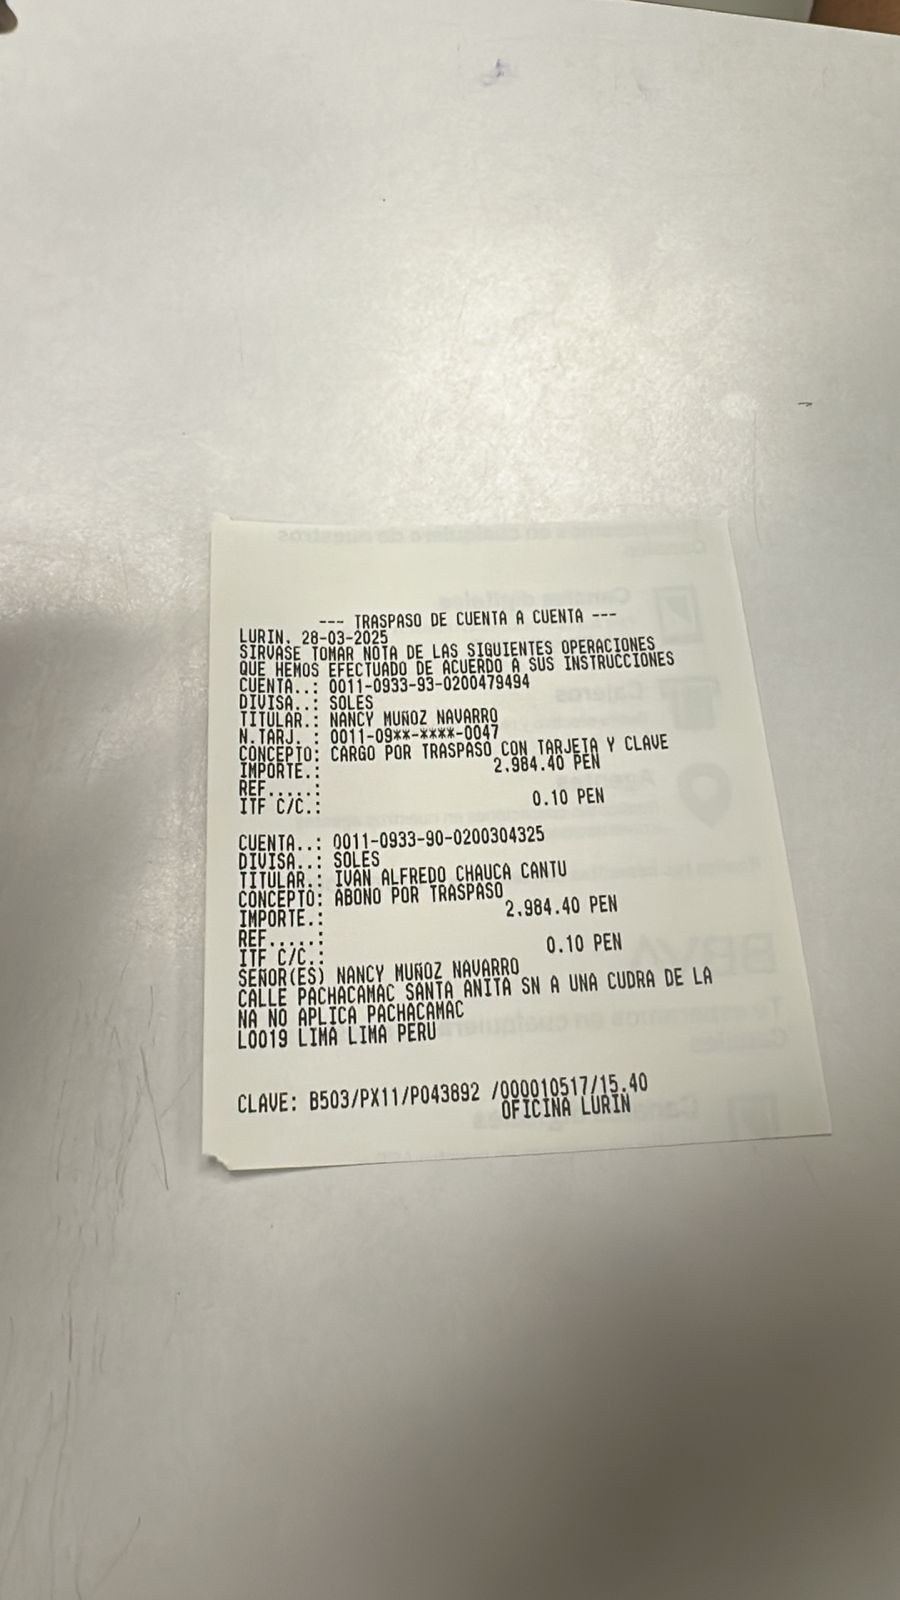 --- TRASPASO DE CUENTA A CUENTA ---
LURIN. 28-03-2025
SIRVASE TOMAR NOTA DE LAS SIGUIENTES OPERACIONES
QUE HEMOS EFECTUADO DE ACUERDO A SUS INSTRUCCIONES
CUENTA..: 0011-0933-93-0200479494
DIVISA..: SOLES
TITULAR.: NANCY MUÑOZ NAVARRO
N.TARJ. : 0011-09**-****-0047
CONCEPTO: CARGO POR TRASPASO CON TARJETA Y CLAVE
IMPORTE.: 2.984.40 PEN
REF.....:
ITF C/C.: 0.10 PEN
CUENTA..: 0011-0933-90-0200304325
DIVISA..: SOLES
TITULAR.: IVAN ALFREDO CHAUCA CANTU
CONCEPTO: ABONO POR TRASPASO
IMPORTE.: 2.984.40 PEN
REF.....:
ITF C/C.: 0.10 PEN
SEÑOR(ES) NANCY MUÑOZ NAVARRO
CALLE PACHACAMAC SANTA ANITA SN A UNA CUDRA DE LA
NA NO APLICA PACHACAMAC
L0019 LIMA LIMA PERU
CLAVE: B503/PX11/P043892 /000010517/15.40
OFICINA LURIN